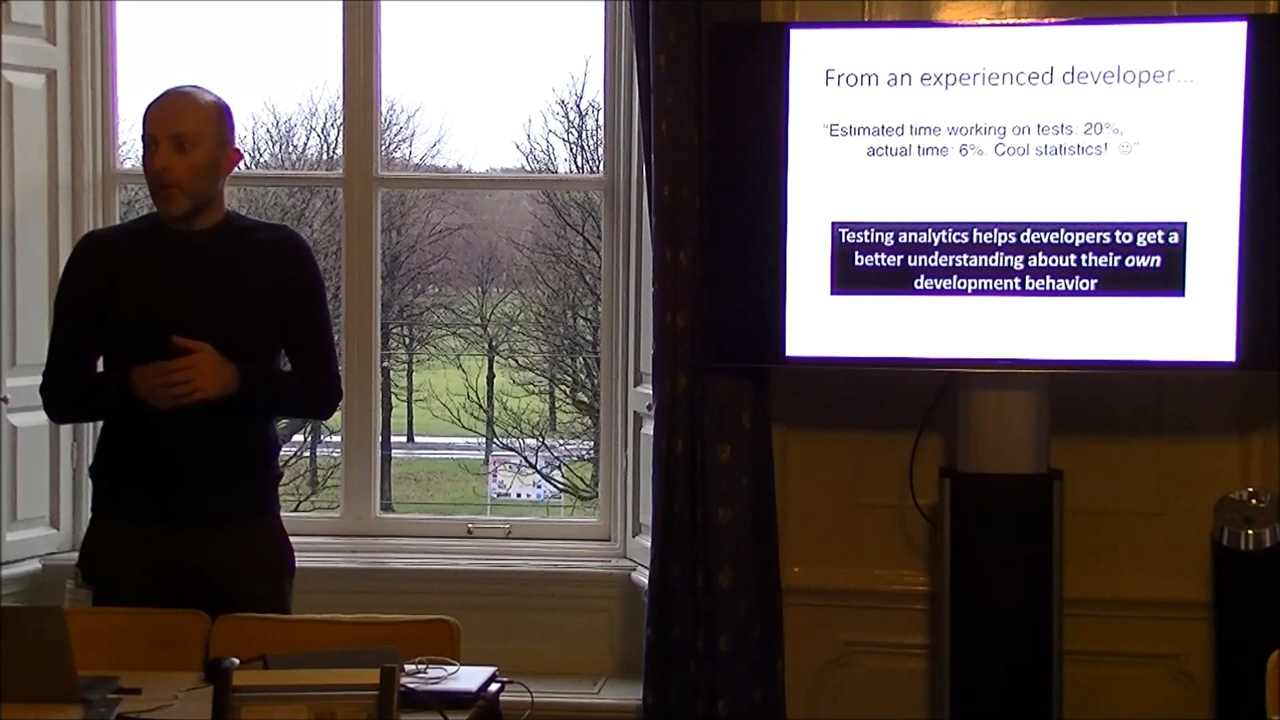 From an experienced developer...
"Estimated time working on tests: 20%,
actual time: 6%. Cool statistics! ☺"
Testing analytics helps developers to get a
better understanding about their own
development behavior